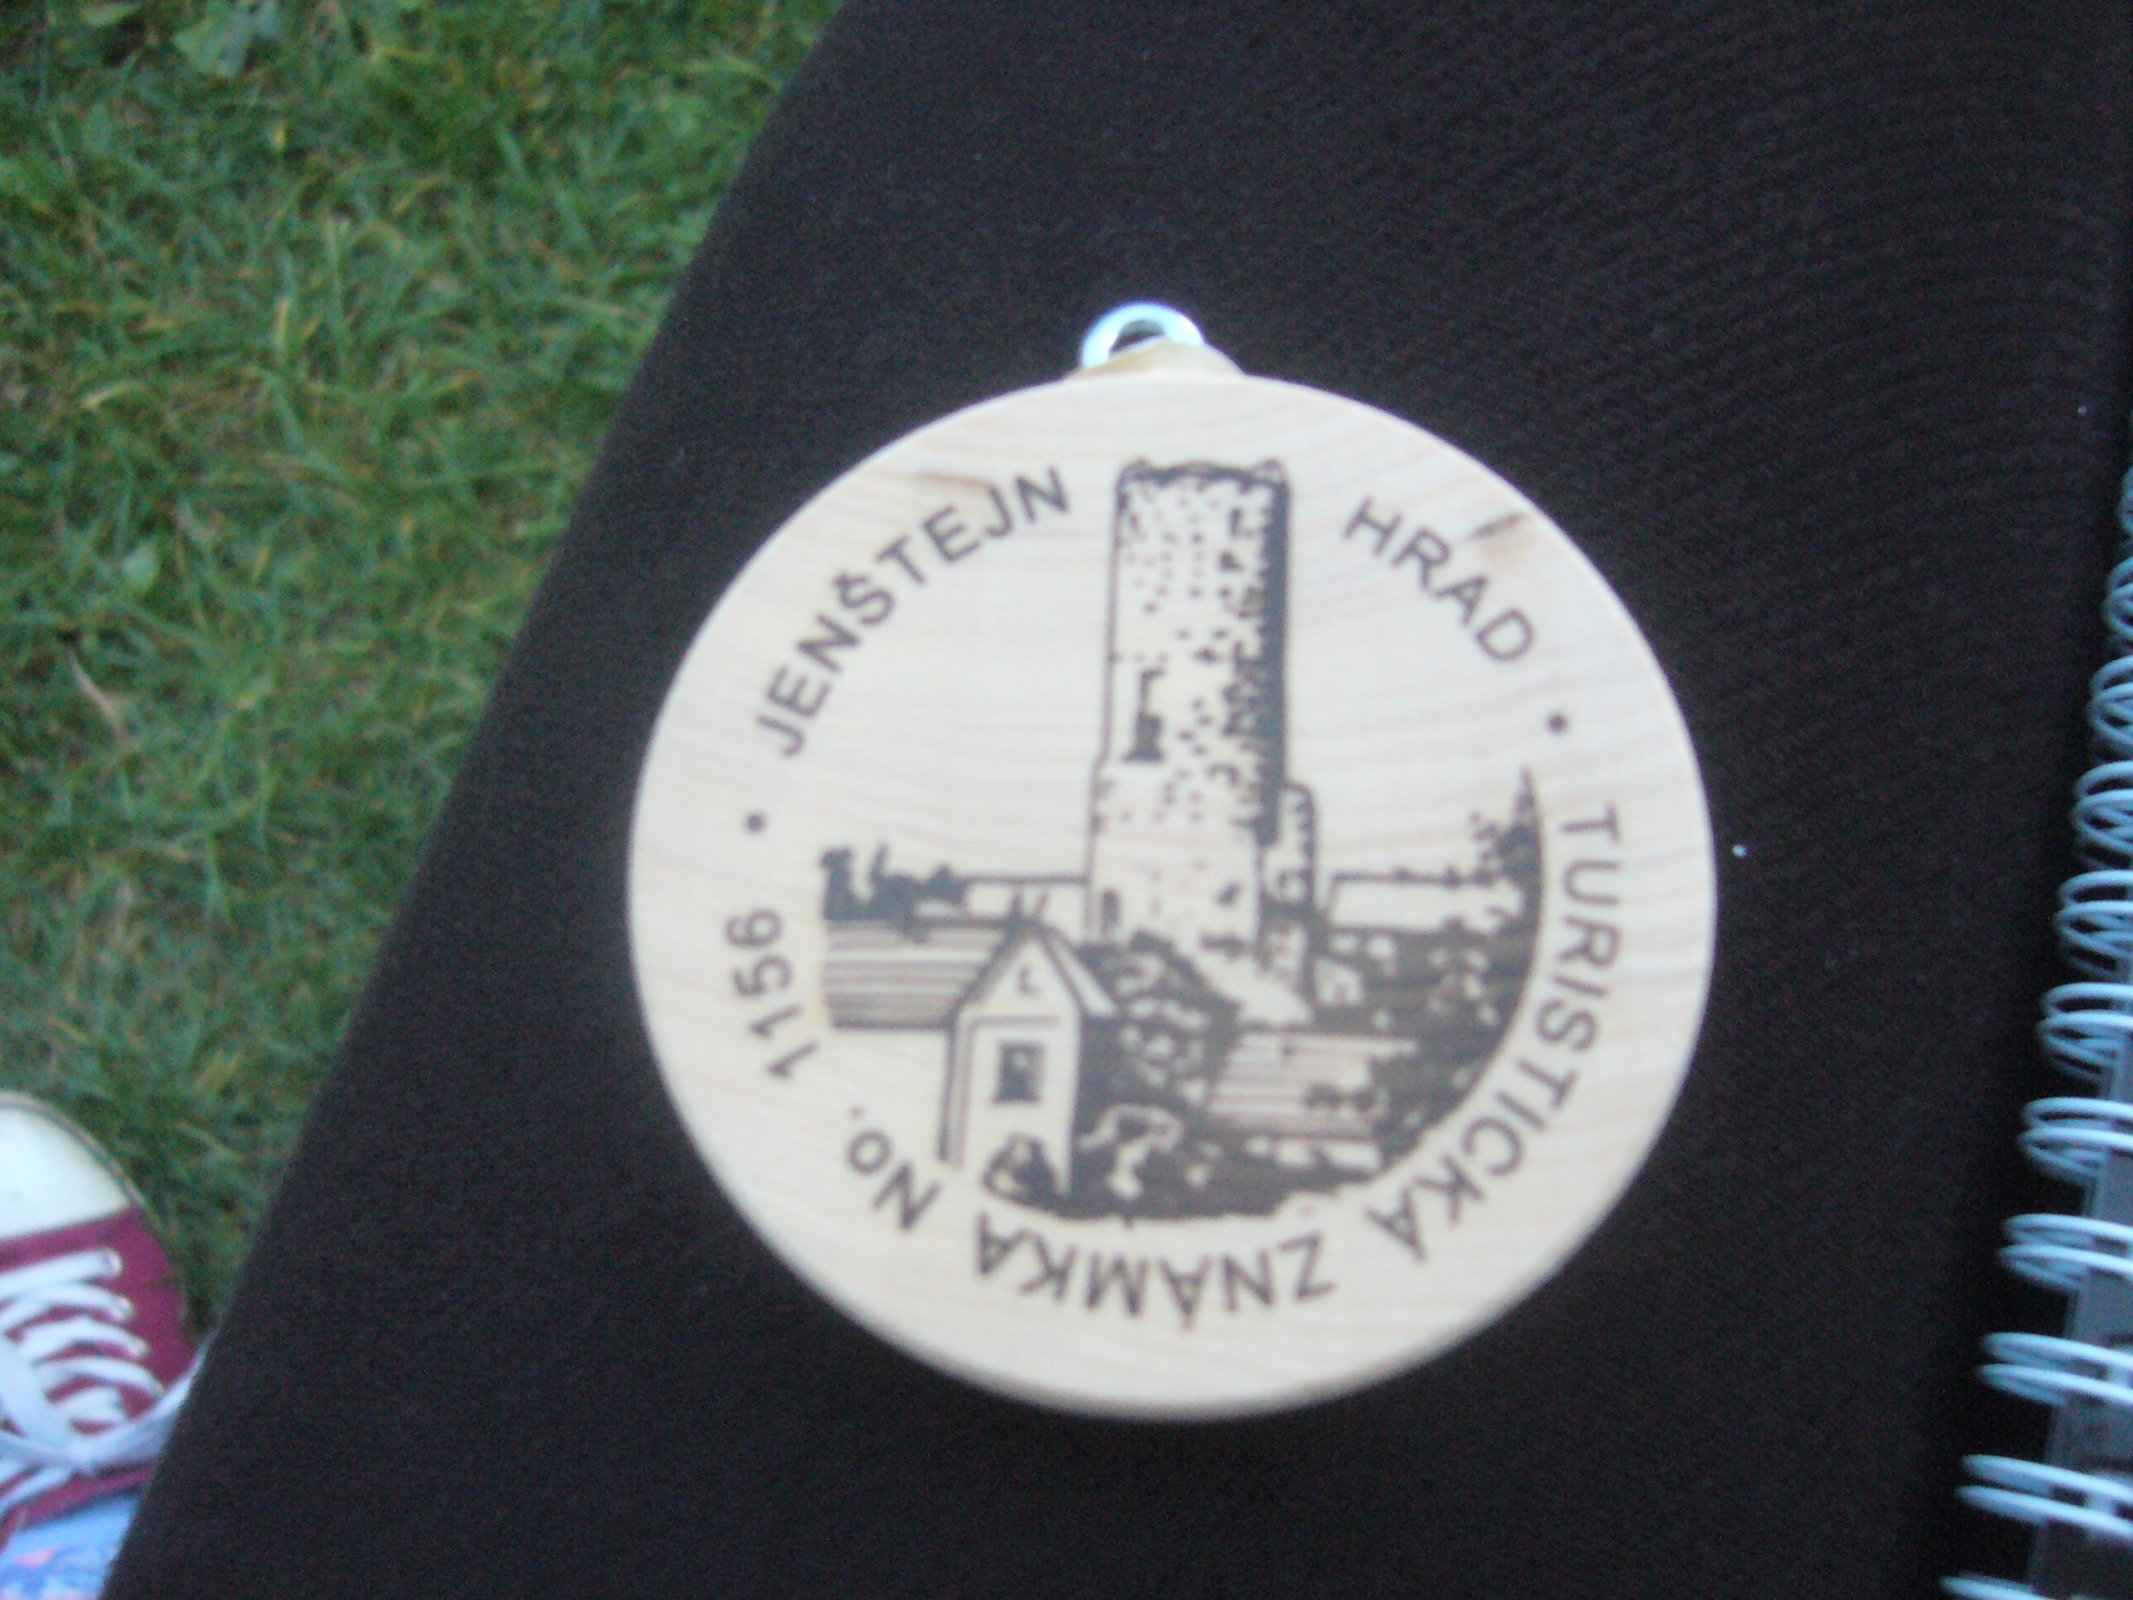 JENŠTEJN HRAD • TURISTICKÁ ZNÁMKA No. 1156 •